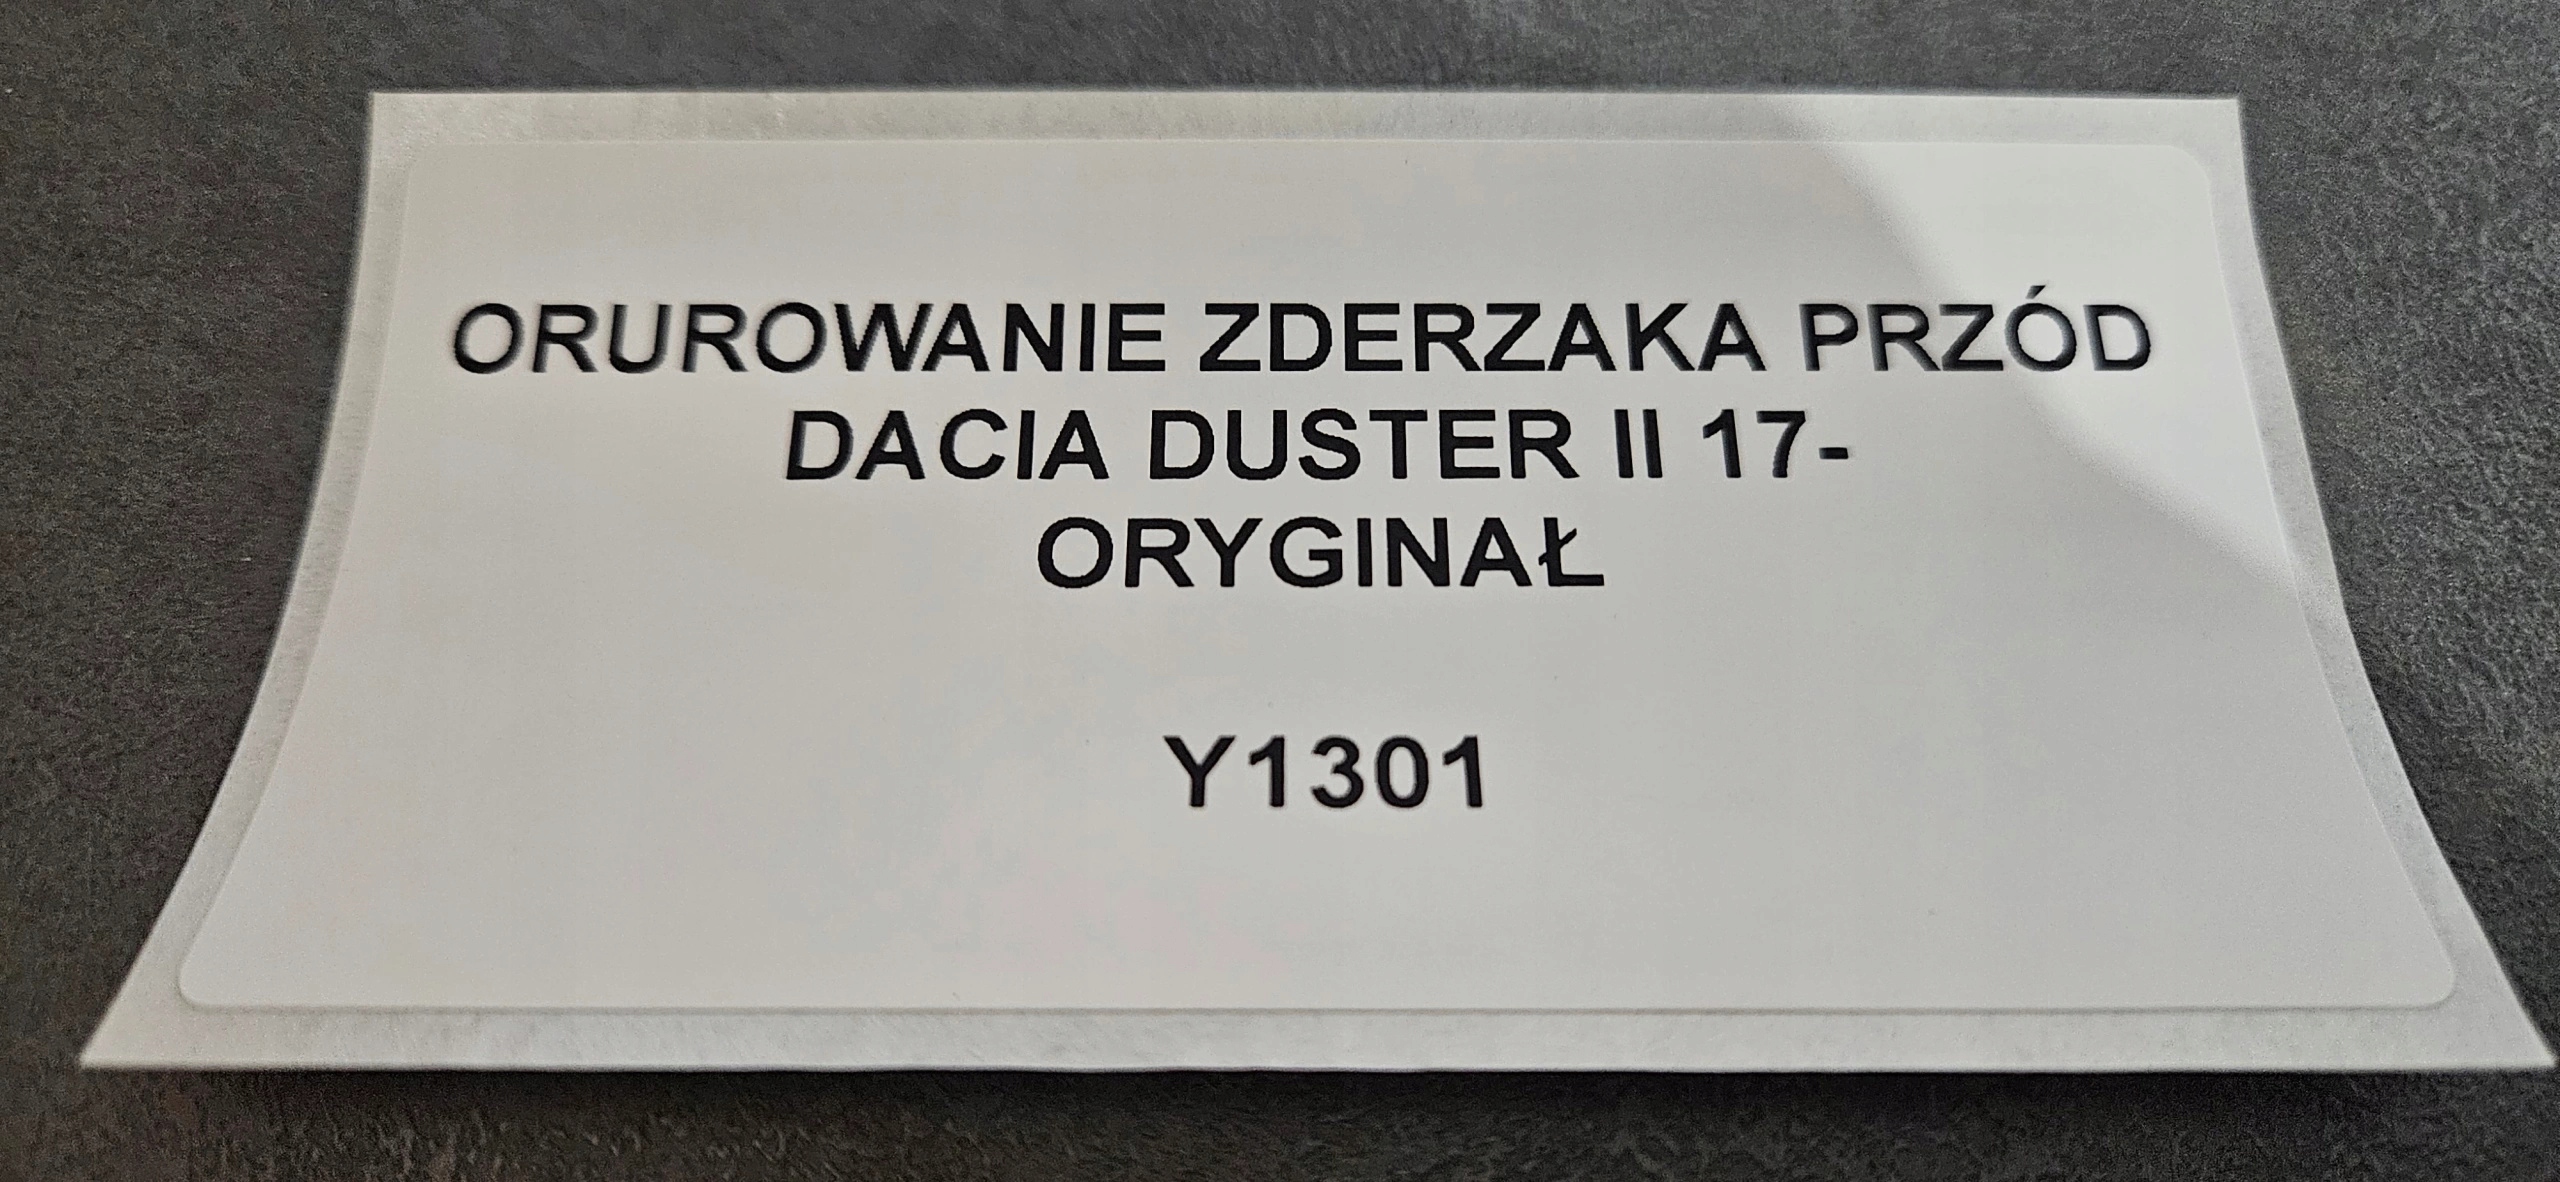 ORUROWANIE ZDERZAKA PRZÓD
DACIA DUSTER II 17-
ORYGINAŁ
Y1301